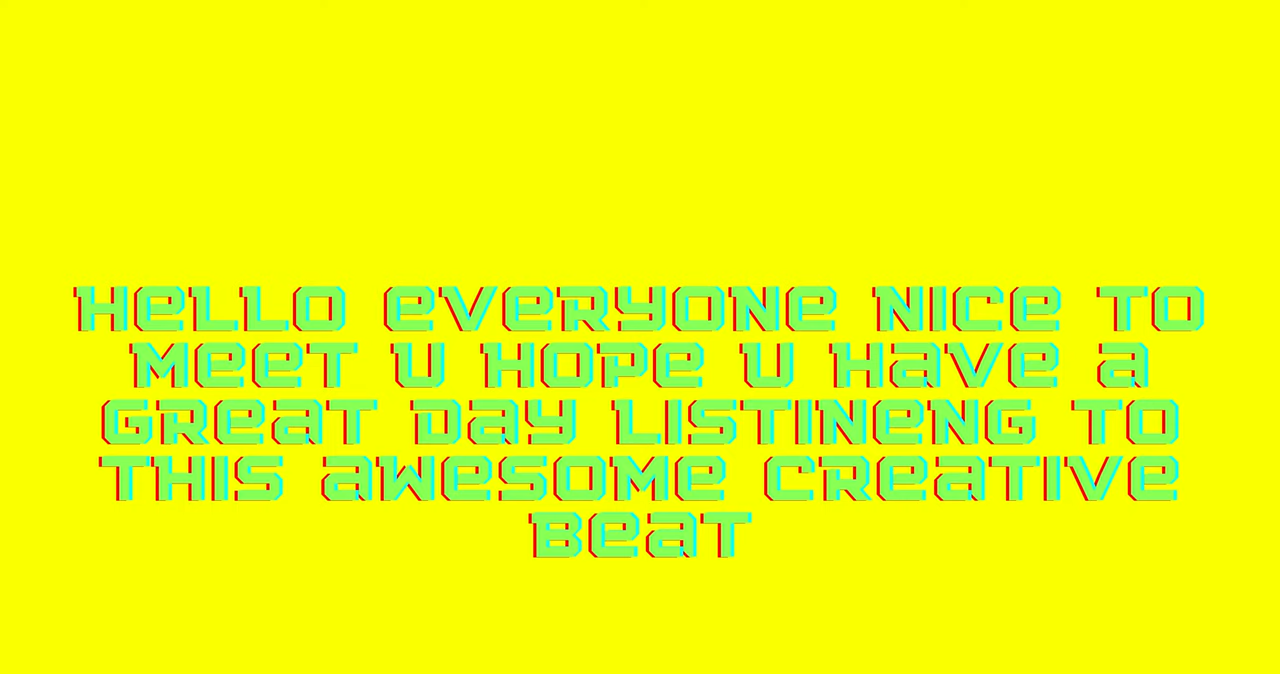 HeLLO eVeRYONe NICe TO
MeeT U HOPe U HaVe a
GReaT Day LISTINeNG TO
THIS aweSOMe CReaTIVe
BeaT